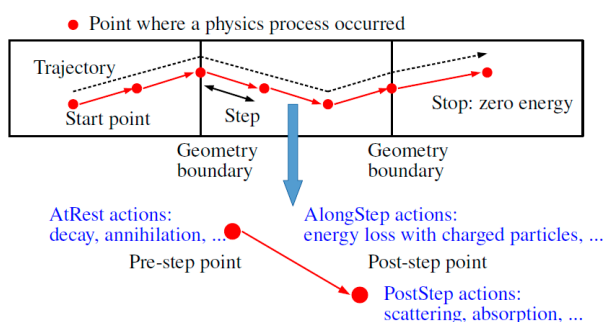 Point where a physics process occurred
Trajectory
Start point
Step
Stop: zero energy
Geometry
boundary
Geometry
boundary
AtRest actions:
decay, annihilation, ...
AlongStep actions:
energy loss with charged particles, ...
Pre-step point
Post-step point
PostStep actions:
scattering, absorption, ...